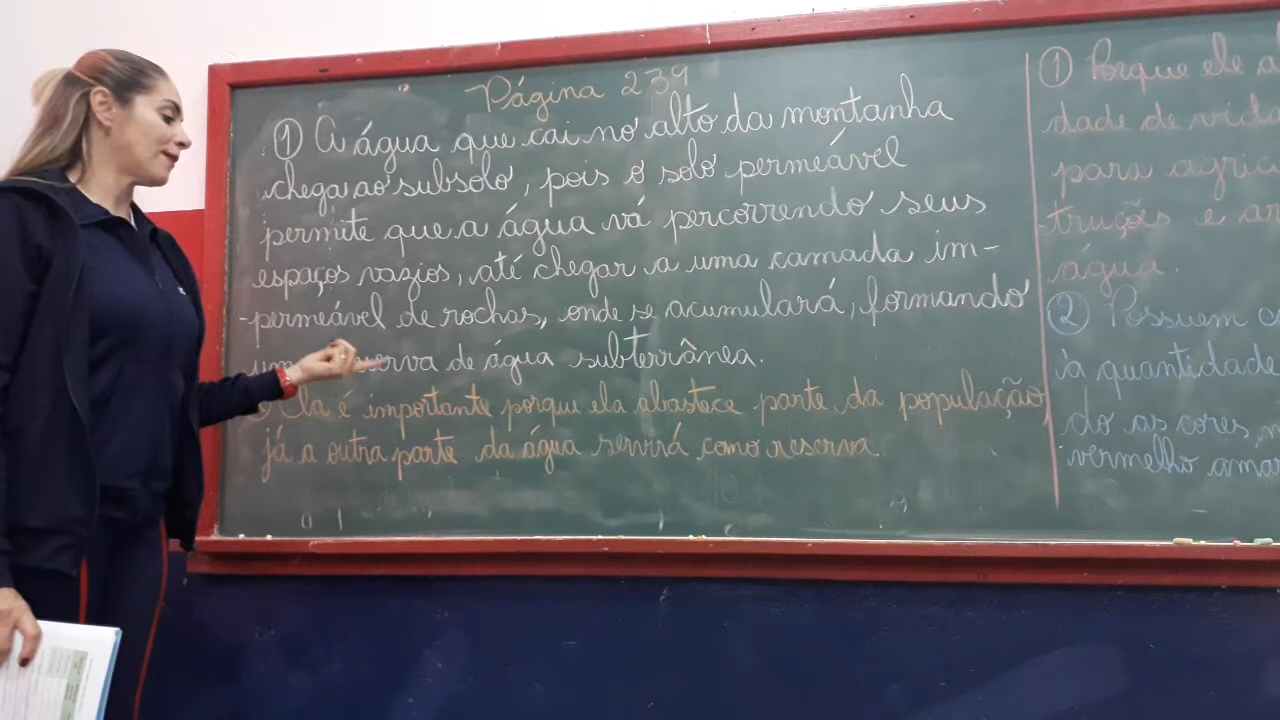 Página 239
① A água que cai no alto da montanha
chega ao subsolo, pois o solo permeável
permite que a água vá percorrendo seus
espaços vazios, até chegar a uma camada im-
-permeável de rochas, onde se acumulará, formando
de água subterrânea.
Ela é importante porque ela abastece parte da população,
já a outra parte da água servirá como reserva.
① Porque ele a
dade de vida
para agric
truções e ar
água.
② Possuem c
à quantidade
do as cores, n
vermelho amar